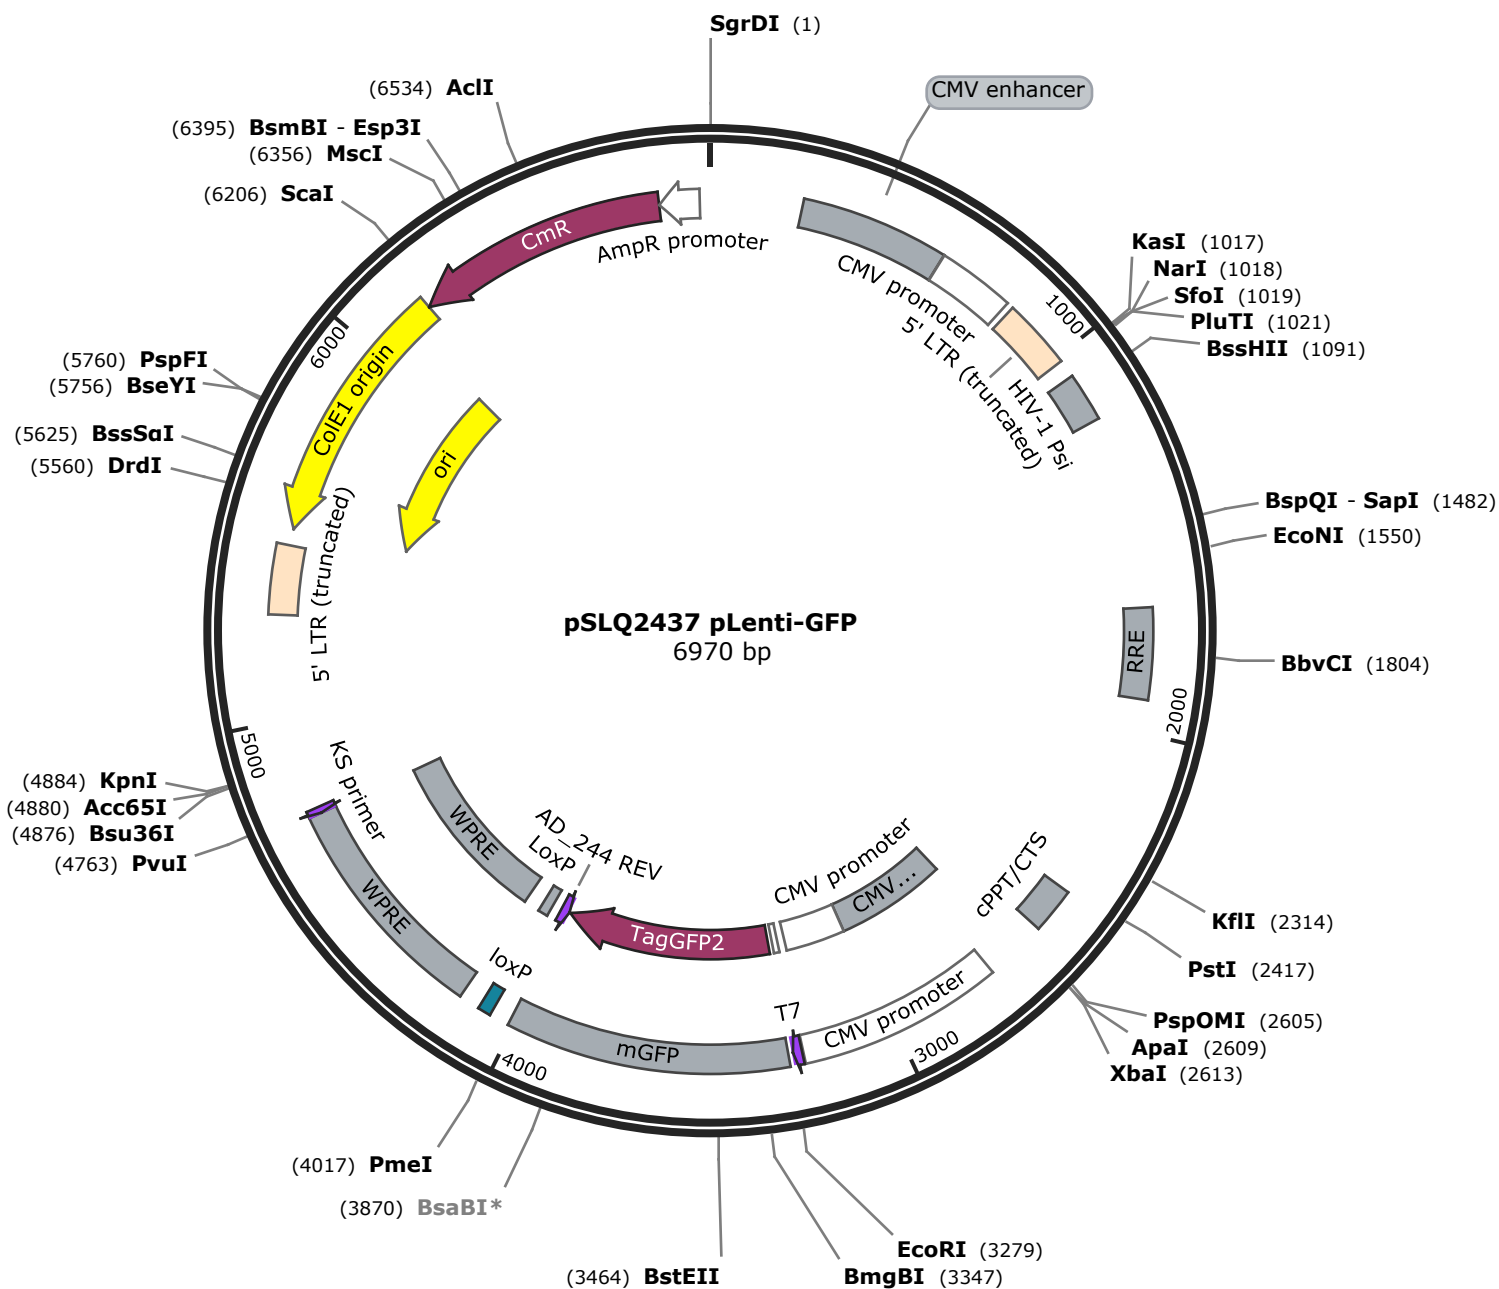 SgrDI (1)
CMV enhancer
(6534) AclI
(6395) BsmBI - Esp3I
(6356) MscI
(6206) ScaI
CmR
AmpR promoter
CMV promoter
5' LTR (truncated)
HIV-1 Psi
1000
KasI (1017)
NarI (1018)
SfoI (1019)
PluTI (1021)
BssHII (1091)
6000
(5760) PspFI
(5756) BseYI
(5625) BssSαI
(5560) DrdI
ColE1 origin
ori
5' LTR (truncated)
BspQI - SapI (1482)
EcoNI (1550)
pSLQ2437 pLenti-GFP
6970 bp
RRE
BbvCI (1804)
2000
5000
(4884) KpnI
(4880) Acc65I
(4876) Bsu36I
(4763) PvuI
KS primer
WPRE
WPRE
LoxP
AD_244 REV
TagGFP2
CMV promoter
CMV...
cPPT/CTS
KflI (2314)
PstI (2417)
PspOMI (2605)
ApaI (2609)
XbaI (2613)
loxP
mGFP
T7
CMV promoter
3000
4000
(4017) PmeI
(3870) BsaBI*
(3464) BstEII
EcoRI (3279)
BmgBI (3347)